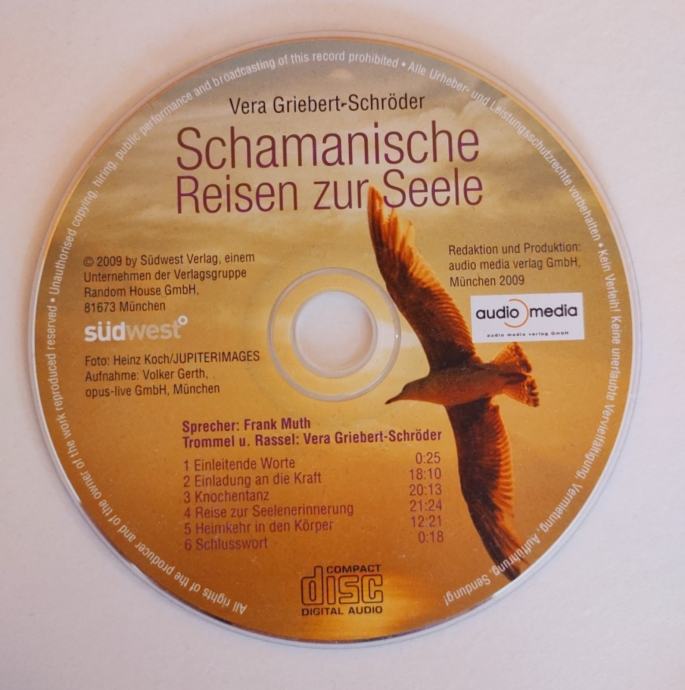 Unauthorised copying, hiring, public performance and broadcasting of this record prohibited • Alle Urheber- und Leistungsschutzrechte vorbehalten • Kein Verleih! Keine unerlaubte Vervielfältigung, Vermietung, Aufführung, Sendung!
Vera Griebert-Schröder
Schamanische
Reisen zur Seele
© 2009 by Südwest Verlag, einem
Unternehmen der Verlagsgruppe
Random House GmbH,
81673 München
südwest°
Foto: Heinz Koch/JUPITERIMAGES
Aufnahme: Volker Gerth,
opus-live GmbH, München
Redaktion und Produktion:
audio media verlag GmbH,
München 2009
audio media
audio media verlag GmbH
Sprecher: Frank Muth
Trommel u. Rassel: Vera Griebert-Schröder
1 Einleitende Worte 0:25
2 Einladung an die Kraft 18:10
3 Knochentanz 20:13
4 Reise zur Seelenerinnerung 21:24
5 Heimkehr in den Körper 12:21
6 Schlusswort 0:18
COMPACT
disc
DIGITAL AUDIO
All rights of the producer and of the owner of the work reproduced reserved •